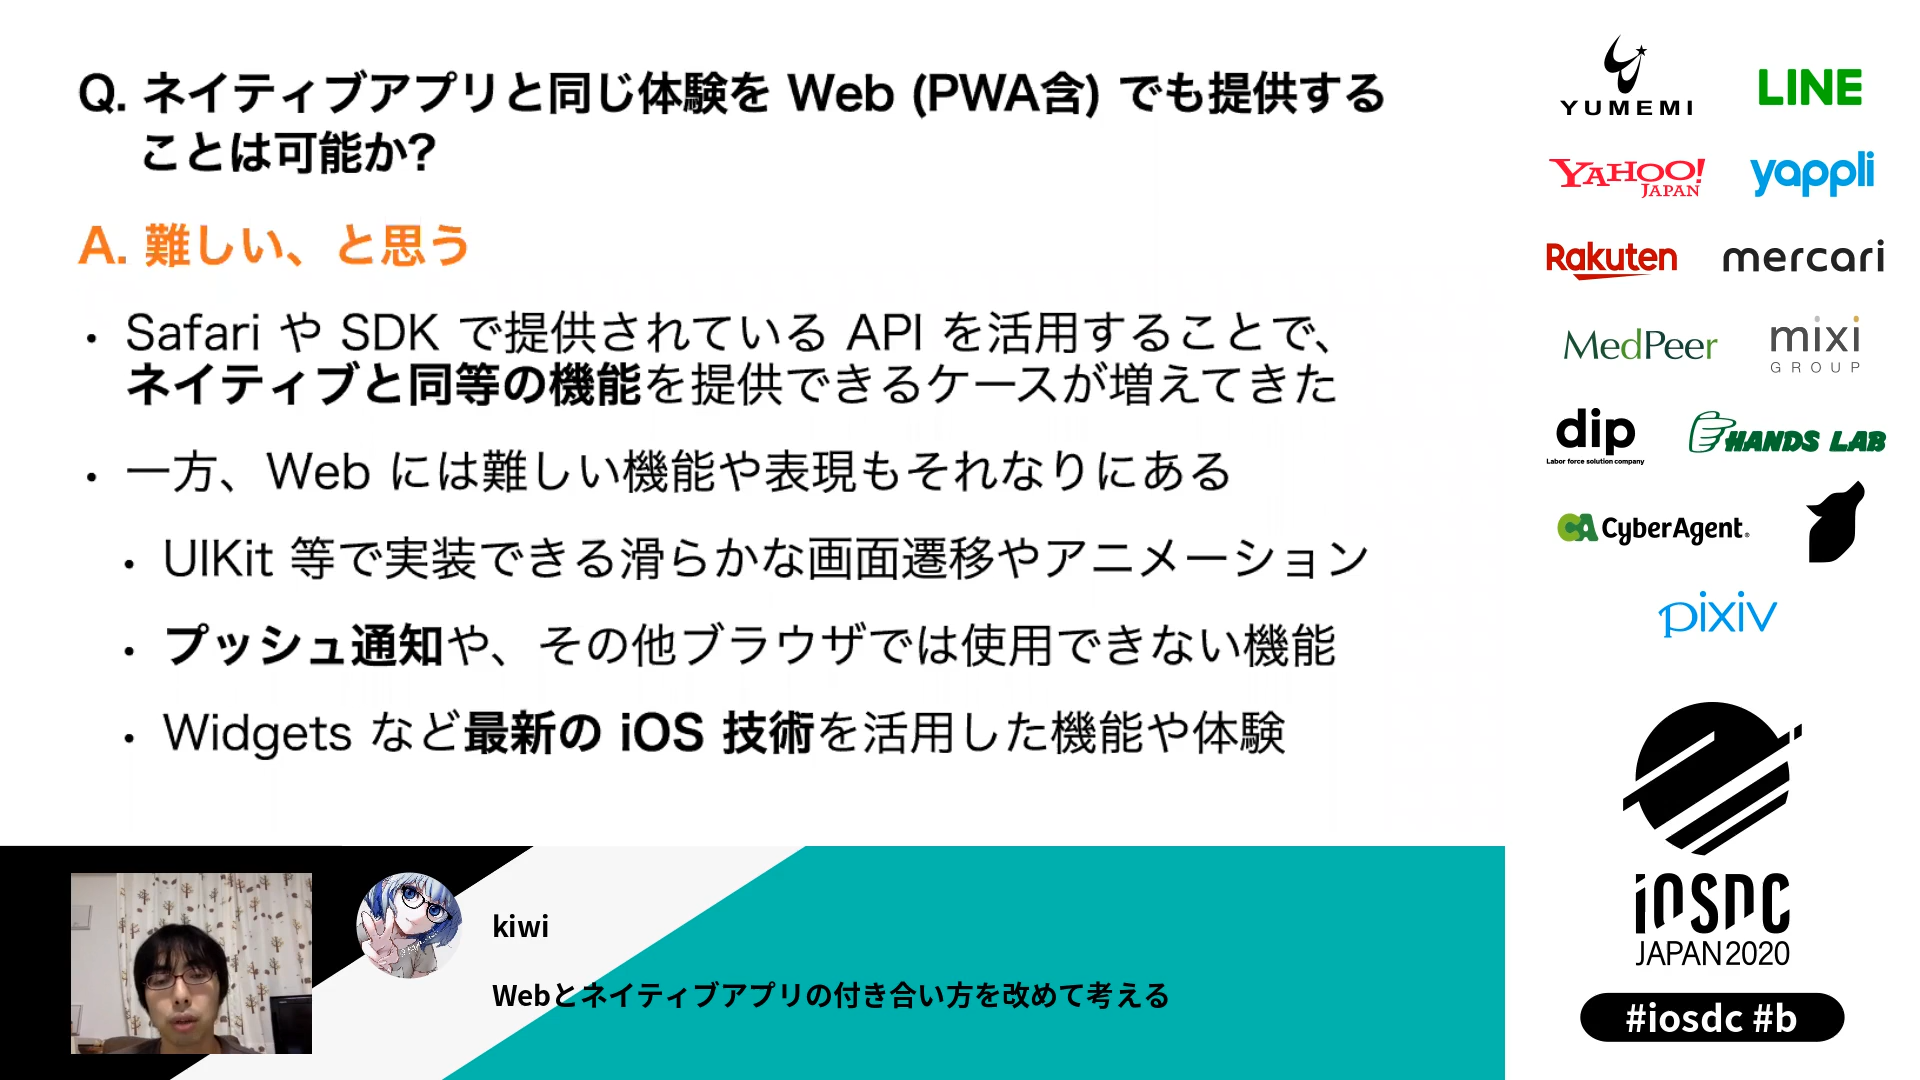 Q. ネイティブアプリと同じ体験を Web (PWA含) でも提供する
ことは可能か?
A. 難しい、と思う
• Safari や SDK で提供されている API を活用することで、
ネイティブと同等の機能を提供できるケースが増えてきた
• 一方、Web には難しい機能や表現もそれなりにある
• UIKit 等で実装できる滑らかな画面遷移やアニメーション
• プッシュ通知や、その他ブラウザでは使用できない機能
• Widgets など最新の iOS 技術を活用した機能や体験
kiwi
Webとネイティブアプリの付き合い方を改めて考える
YUMEMI
LINE
YAHOO!
JAPAN
yappli
Rakuten
mercari
MedPeer
mixi
GROUP
dip
Labor force solution company
HANDS LAB
CA CyberAgent®
pixiv
iOSDC
JAPAN 2020
#iosdc #b